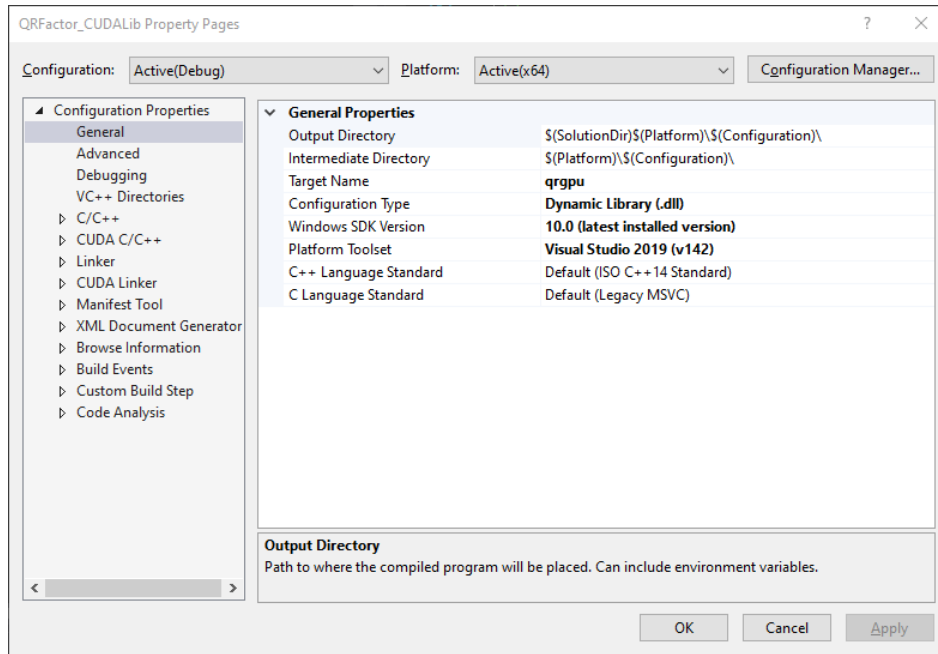 QRFactor_CUDALib Property Pages
?
Configuration: Active(Debug) Platform: Active(x64) Configuration Manager...
Configuration Properties
General
Advanced
Debugging
VC++ Directories
C/C++
CUDA C/C++
Linker
CUDA Linker
Manifest Tool
XML Document Generator
Browse Information
Build Events
Custom Build Step
Code Analysis
General Properties
Output Directory $(SolutionDir)$(Platform)\$(Configuration)\
Intermediate Directory $(Platform)\$(Configuration)\
Target Name qrgpu
Configuration Type Dynamic Library (.dll)
Windows SDK Version 10.0 (latest installed version)
Platform Toolset Visual Studio 2019 (v142)
C++ Language Standard Default (ISO C++14 Standard)
C Language Standard Default (Legacy MSVC)
Output Directory
Path to where the compiled program will be placed. Can include environment variables.
OK Cancel Apply